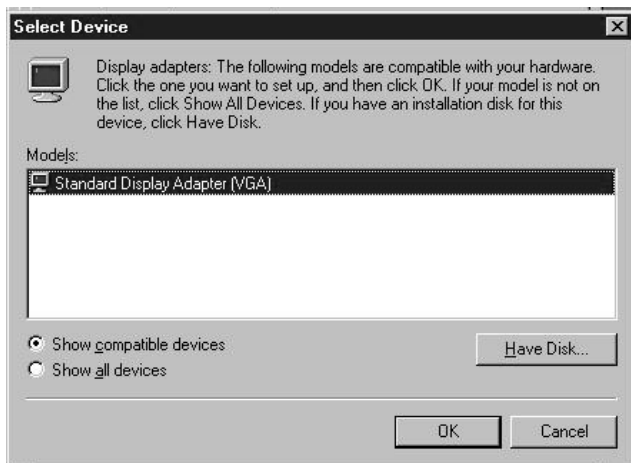 Select Device
Display adapters: The following models are compatible with your hardware.
Click the one you want to set up, and then click OK. If your model is not on
the list, click Show All Devices. If you have an installation disk for this
device, click Have Disk.
Models:
Standard Display Adapter (VGA)
Show compatible devices
Have Disk...
Show all devices
OK
Cancel